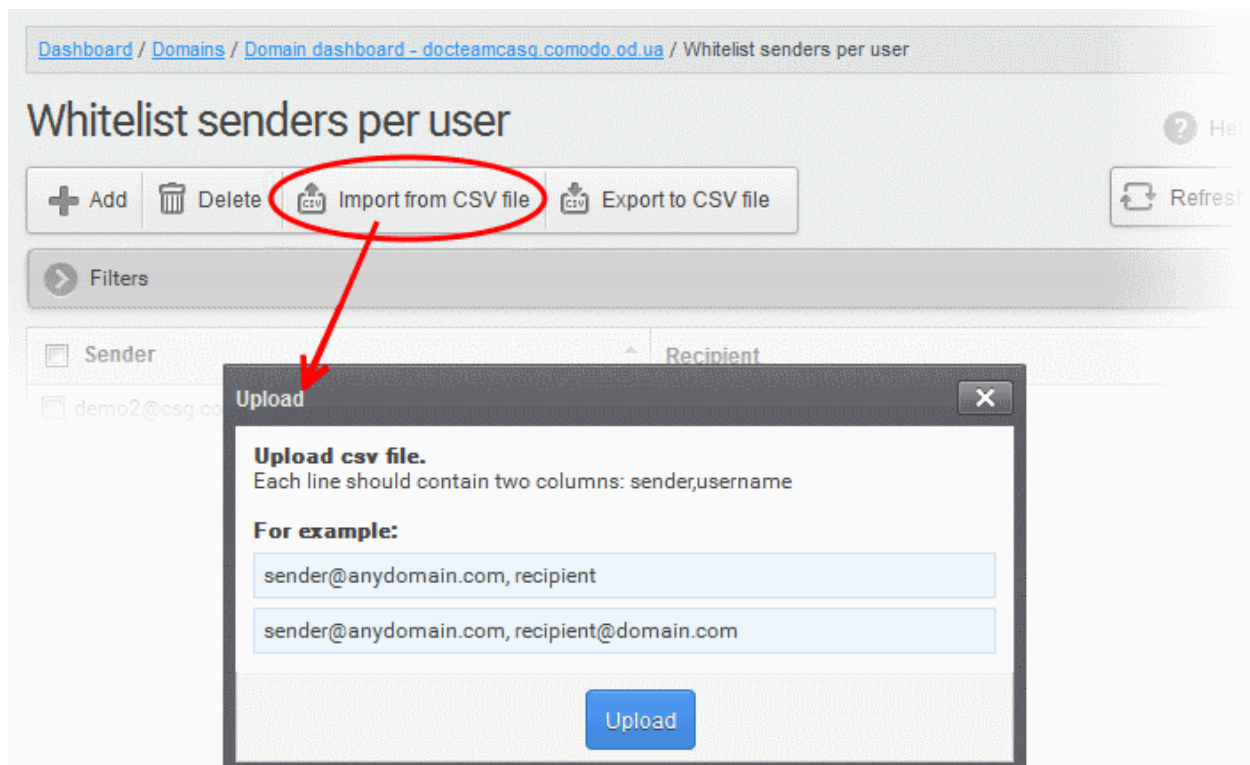 Dashboard / Domains / Domain dashboard - docteamcasg.comodo.od.ua / Whitelist senders per user
Whitelist senders per user
Add Delete Import from CSV file Export to CSV file
Filters
Sender Recipient
Upload
Upload csv file.
Each line should contain two columns: sender,username
For example:
sender@anydomain.com, recipient
sender@anydomain.com, recipient@domain.com
Upload